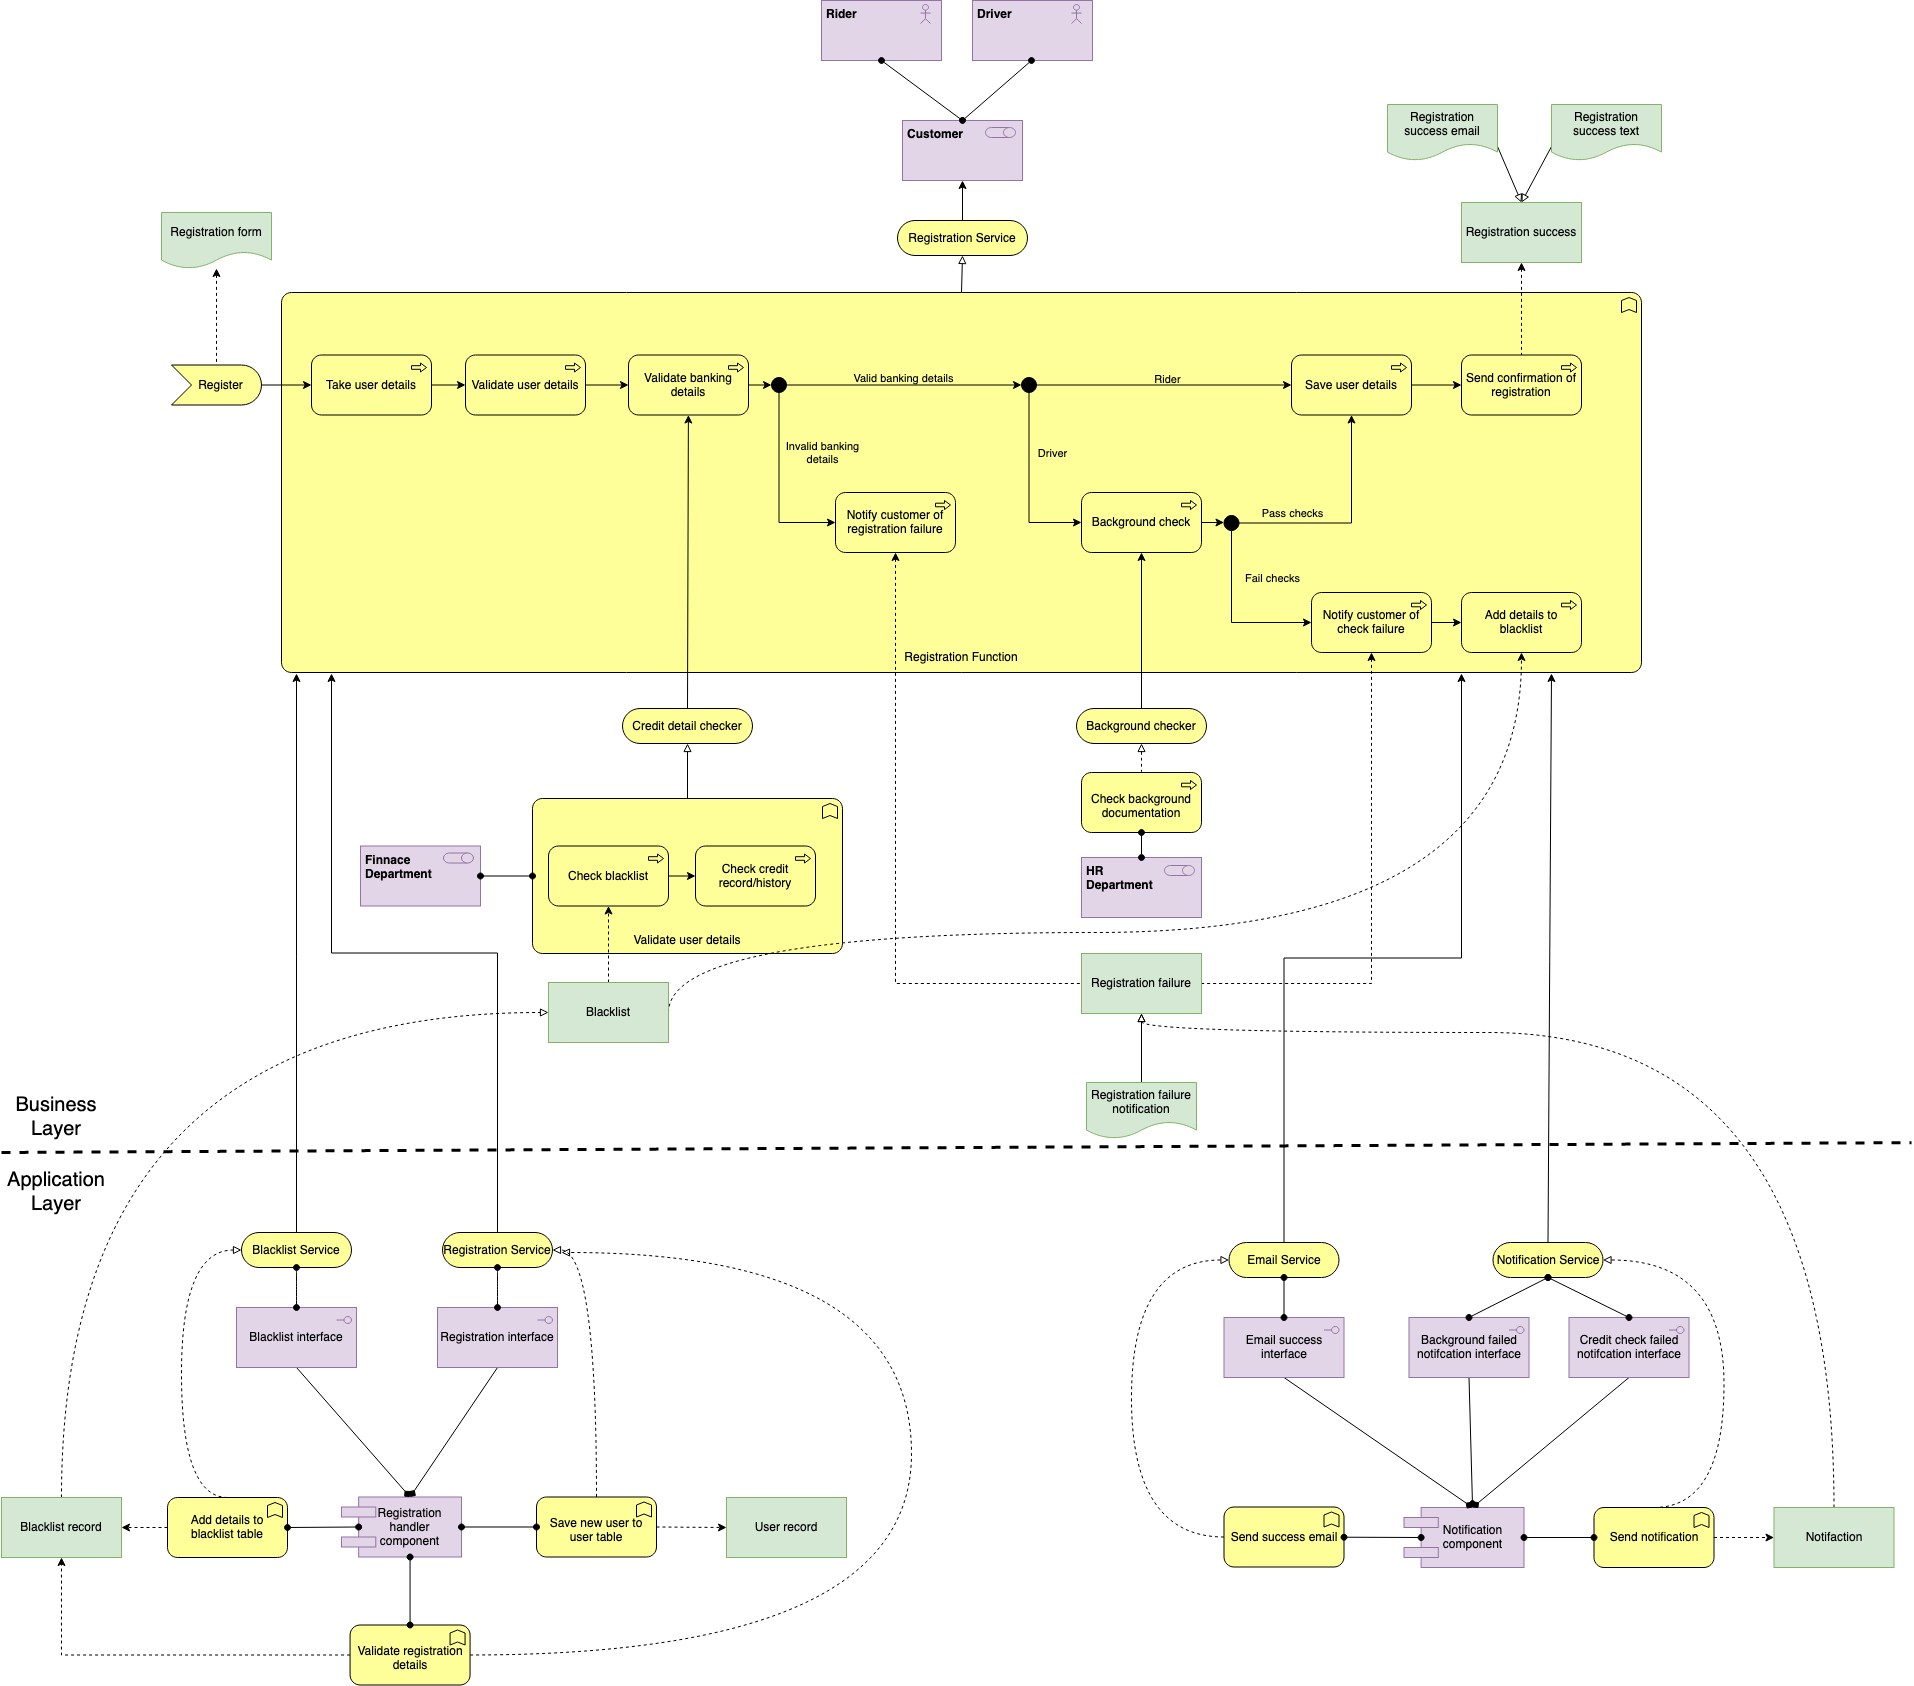 Rider
Driver
Customer
Registration
success email
Registration
success text
Registration form
Registration Service
Registration success
Register
Take user details
Validate user details
Validate banking
details
Valid banking details
Rider
Save user details
Send confirmation of
registration
Invalid banking
details
Driver
Notify customer of
registration failure
Background check
Pass checks
Fail checks
Notify customer of
check failure
Add details to
blacklist
Registration Function
Credit detail checker
Background checker
Check background
documentation
Finnace
Department
Check blacklist
Check credit
record/history
HR
Department
Validate user details
Blacklist
Registration failure
Registration failure
notification
Business
Layer
Application
Layer
Blacklist Service
Registration Service
Email Service
Notification Service
Blacklist interface
Registration interface
Email success
interface
Background failed
notifcation interface
Credit check failed
notifcation interface
Blacklist record
Add details to
blacklist table
Registration
handler
component
Save new user to
user table
User record
Send success email
Notification
component
Send notification
Notifaction
Validate registration
details